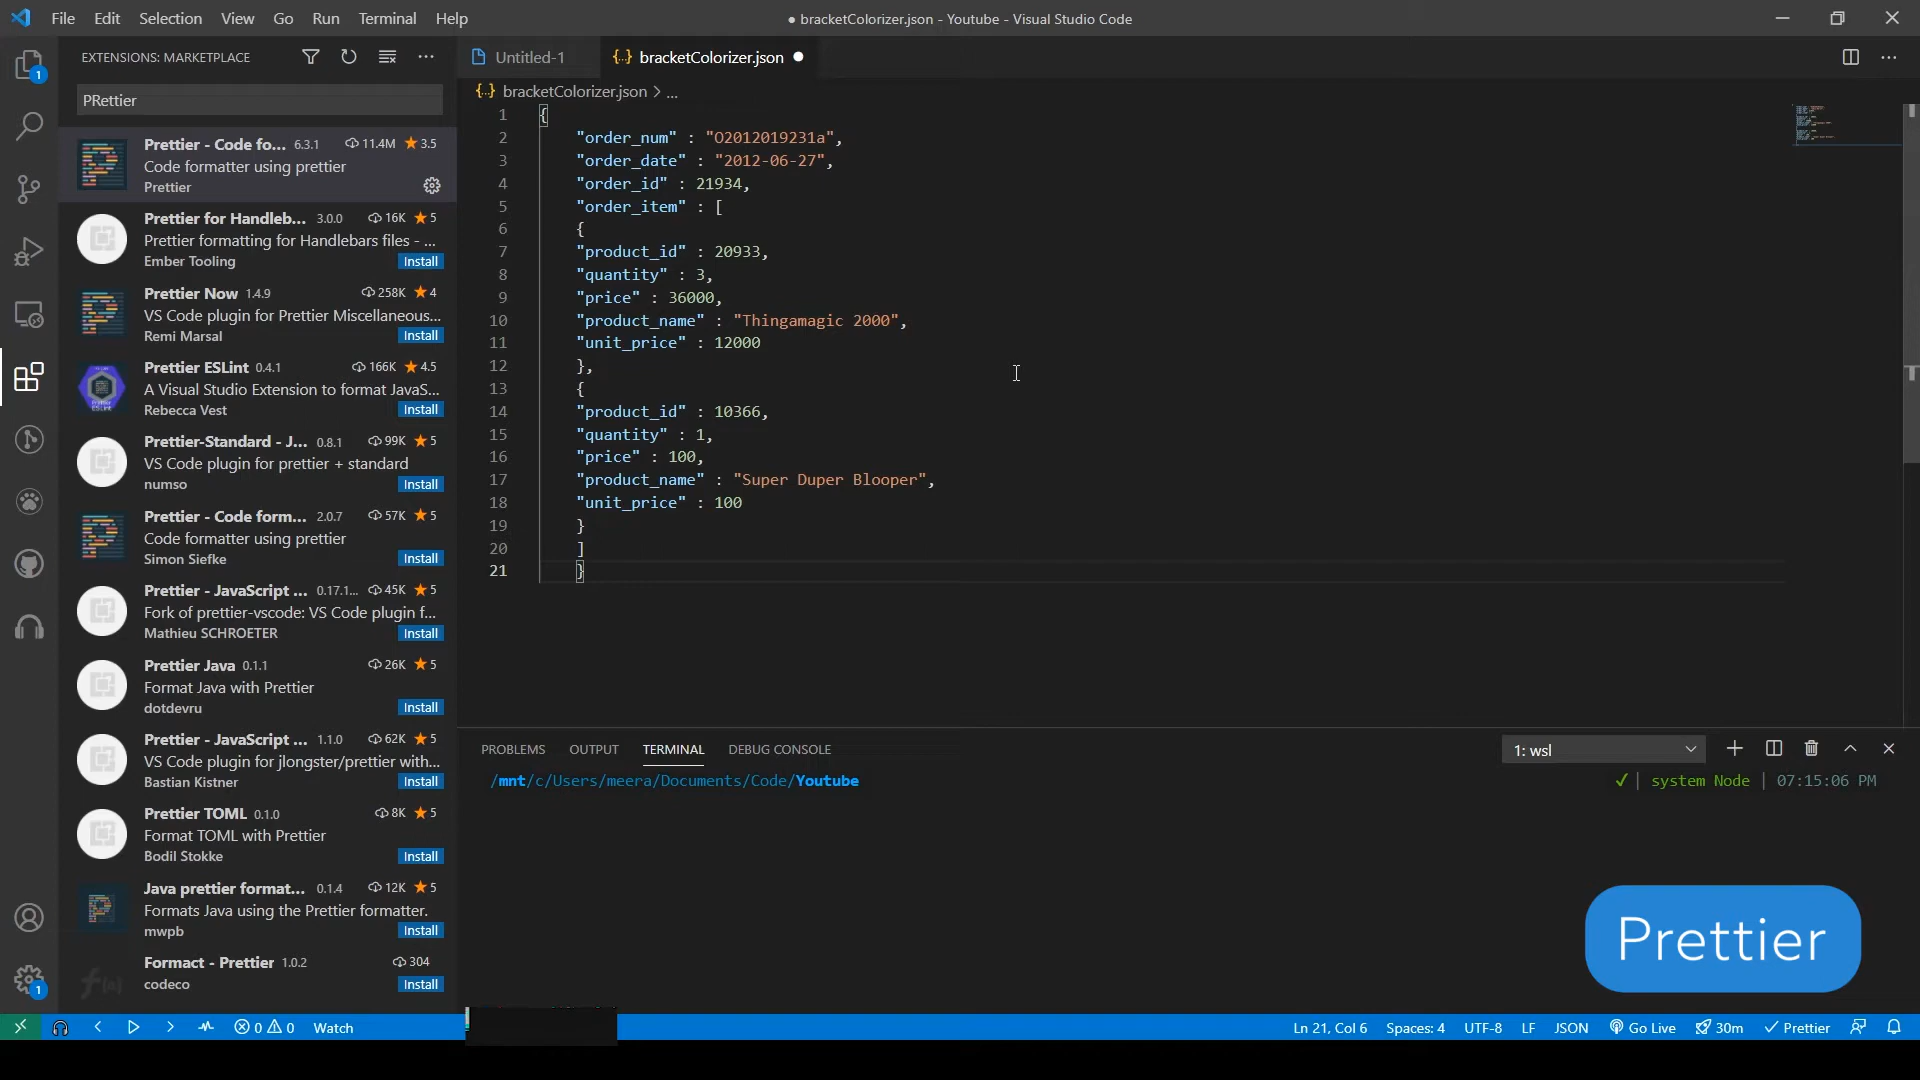 File Edit Selection View Go Run Terminal Help
● bracketColorizer.json - Youtube - Visual Studio Code
EXTENSIONS: MARKETPLACE
PRettier
Prettier - Code fo... 6.3.1 11.4M 3.5
Code formatter using prettier
Prettier
Prettier for Handleb... 3.0.0 16K 5
Prettier formatting for Handlebars files - ...
Ember Tooling Install
Prettier Now 1.4.9 258K 4
VS Code plugin for Prettier Miscellaneous...
Remi Marsal Install
Prettier ESLint 0.4.1 166K 4.5
A Visual Studio Extension to format JavaS...
Rebecca Vest Install
Prettier-Standard - J... 0.8.1 99K 5
VS Code plugin for prettier + standard
numso Install
Prettier - Code form... 2.0.7 57K 5
Code formatter using prettier
Simon Siefke Install
Prettier - JavaScript ... 0.17.1... 45K 5
Fork of prettier-vscode: VS Code plugin f...
Mathieu SCHROETER Install
Prettier Java 0.1.1 26K 5
Format Java with Prettier
dotdevru Install
Prettier - JavaScript ... 1.1.0 62K 5
VS Code plugin for jlongster/prettier with...
Bastian Kistner Install
Prettier TOML 0.1.0 8K 5
Format TOML with Prettier
Bodil Stokke Install
Java prettier format... 0.1.4 12K 5
Formats Java using the Prettier formatter.
mwpb Install
Formact - Prettier 1.0.2 304
codeco Install
1
1
Untitled-1
{..} bracketColorizer.json ●
{..} bracketColorizer.json > ...
1 {
2 "order_num" : "O2012019231a",
3 "order_date" : "2012-06-27",
4 "order_id" : 21934,
5 "order_item" : [
6 {
7 "product_id" : 20933,
8 "quantity" : 3,
9 "price" : 36000,
10 "product_name" : "Thingamagic 2000",
11 "unit_price" : 12000
12 },
13 {
14 "product_id" : 10366,
15 "quantity" : 1,
16 "price" : 100,
17 "product_name" : "Super Duper Blooper",
18 "unit_price" : 100
19 }
20 ]
21 }
PROBLEMS OUTPUT TERMINAL DEBUG CONSOLE
1: wsl
/mnt/c/Users/meera/Documents/Code/Youtube
✓ | system Node | 07:15:06 PM
Prettier
0 0 Watch
Ln 21, Col 6 Spaces: 4 UTF-8 LF JSON Go Live 30m ✓ Prettier